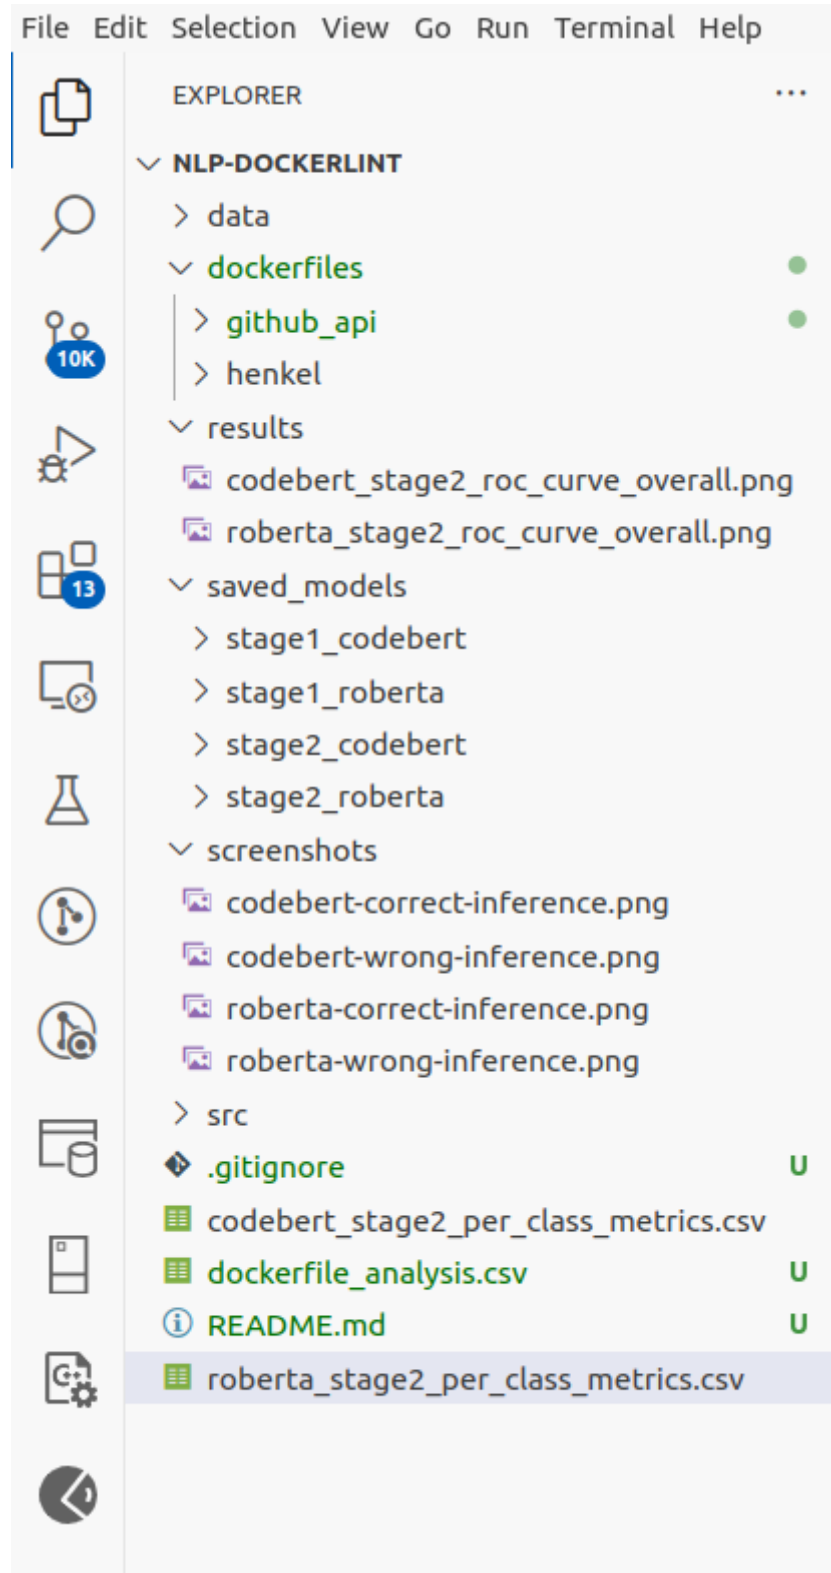 File Edit Selection View Go Run Terminal Help
EXPLORER ...
NLP-DOCKERLINT
data
dockerfiles
github_api
10K
henkel
results
codebert_stage2_roc_curve_overall.png
roberta_stage2_roc_curve_overall.png
13
saved_models
stage1_codebert
stage1_roberta
stage2_codebert
stage2_roberta
screenshots
codebert-correct-inference.png
codebert-wrong-inference.png
roberta-correct-inference.png
roberta-wrong-inference.png
src
.gitignore U
codebert_stage2_per_class_metrics.csv
dockerfile_analysis.csv U
README.md U
roberta_stage2_per_class_metrics.csv
C++